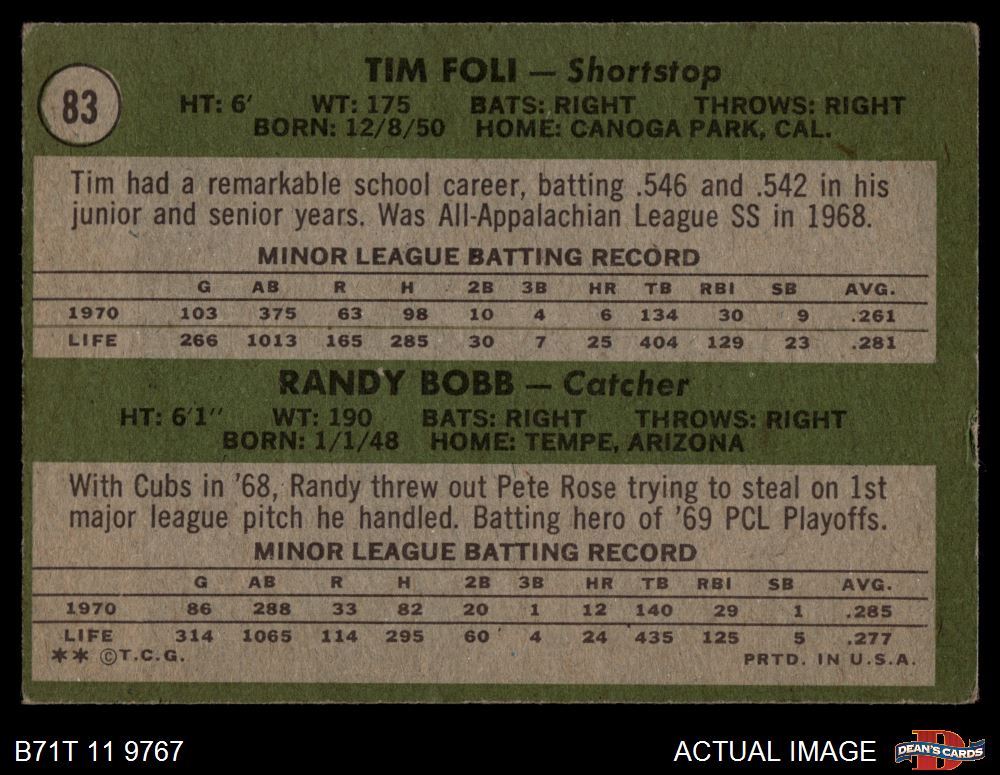 83
TIM FOLI — Shortstop
HT: 6' WT: 175 BATS: RIGHT THROWS: RIGHT
BORN: 12/8/50 HOME: CANOGA PARK, CAL.
Tim had a remarkable school career, batting .546 and .542 in his
junior and senior years. Was All-Appalachian League SS in 1968.
MINOR LEAGUE BATTING RECORD
G AB R H 2B 3B HR TB RBI SB AVG.
1970 103 375 63 98 10 4 6 134 30 9 .261
LIFE 266 1013 165 285 30 7 25 404 129 23 .281
RANDY BOBB — Catcher
HT: 6'1" WT: 190 BATS: RIGHT THROWS: RIGHT
BORN: 1/1/48 HOME: TEMPE, ARIZONA
With Cubs in '68, Randy threw out Pete Rose trying to steal on 1st
major league pitch he handled. Batting hero of '69 PCL Playoffs.
MINOR LEAGUE BATTING RECORD
G AB R H 2B 3B HR TB RBI SB AVG.
1970 86 288 33 82 20 1 12 140 29 1 .285
LIFE 314 1065 114 295 60 4 24 435 125 5 .277
** ©T.C.G. PRTD. IN U.S.A.
B71T 11 9767 ACTUAL IMAGE D DEAN'S CARDS